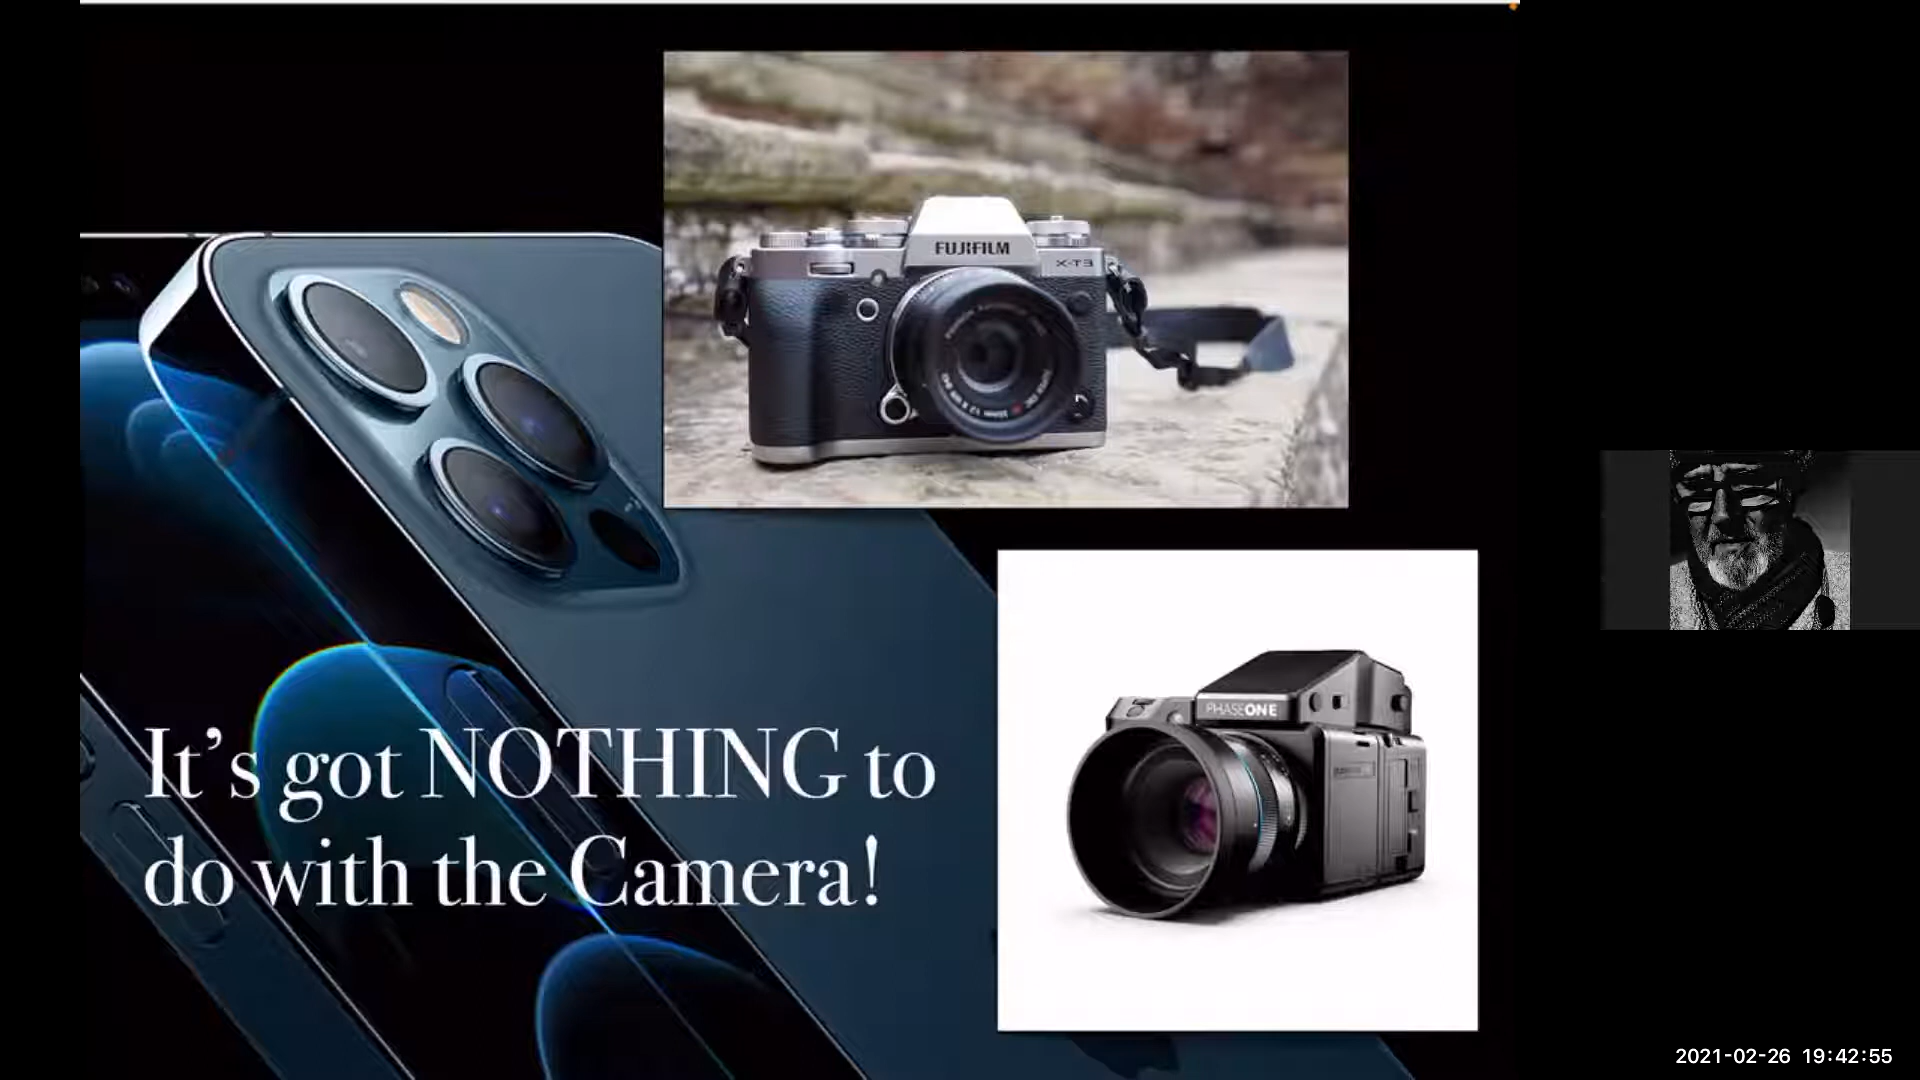 FUJIFILM
X-T3
PHASEONE
It's got NOTHING to
do with the Camera!
2021-02-26 19:42:55